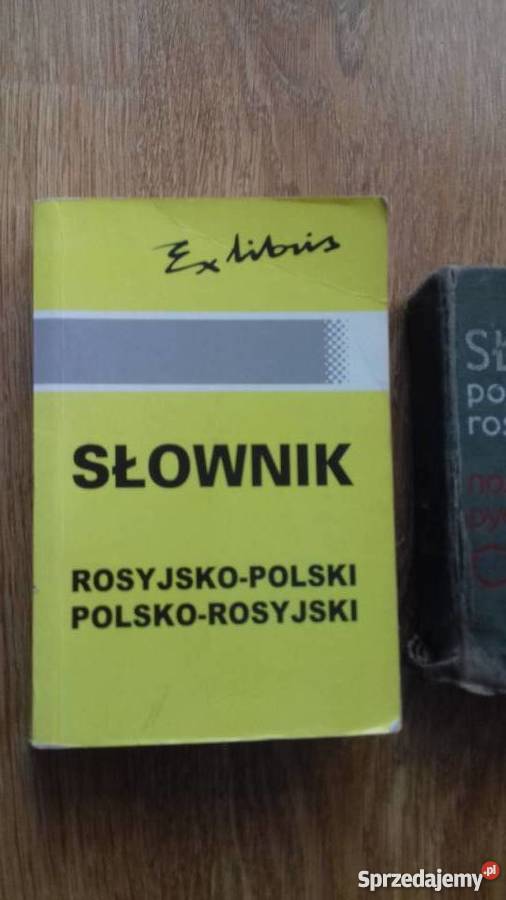 Ex libris
SŁOWNIK
ROSYJSKO-POLSKI
POLSKO-ROSYJSKI
Sprzedajemy.pl